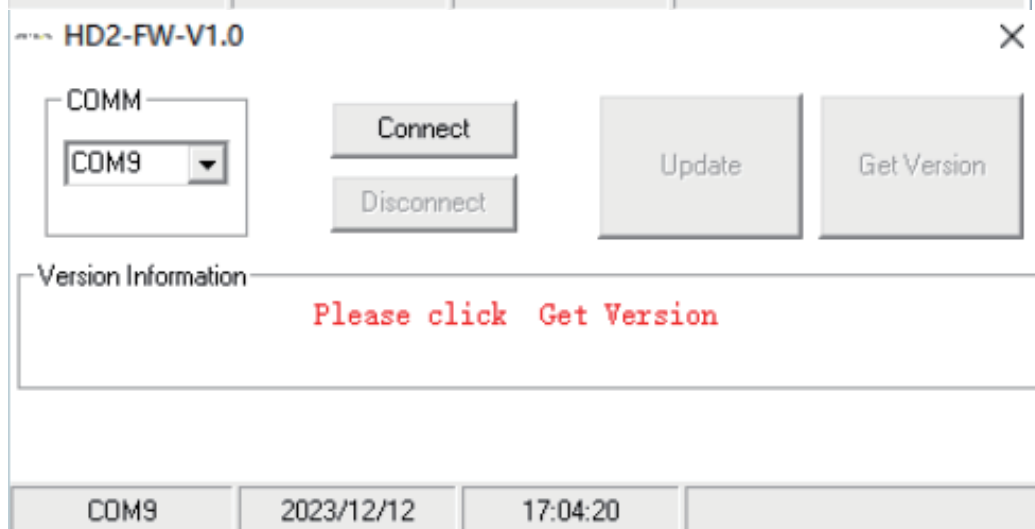 HD2-FW-V1.0
COMM
COM9
Connect
Disconnect
Update
Get Version
Version Information
Please click Get Version
COM9 2023/12/12 17:04:20